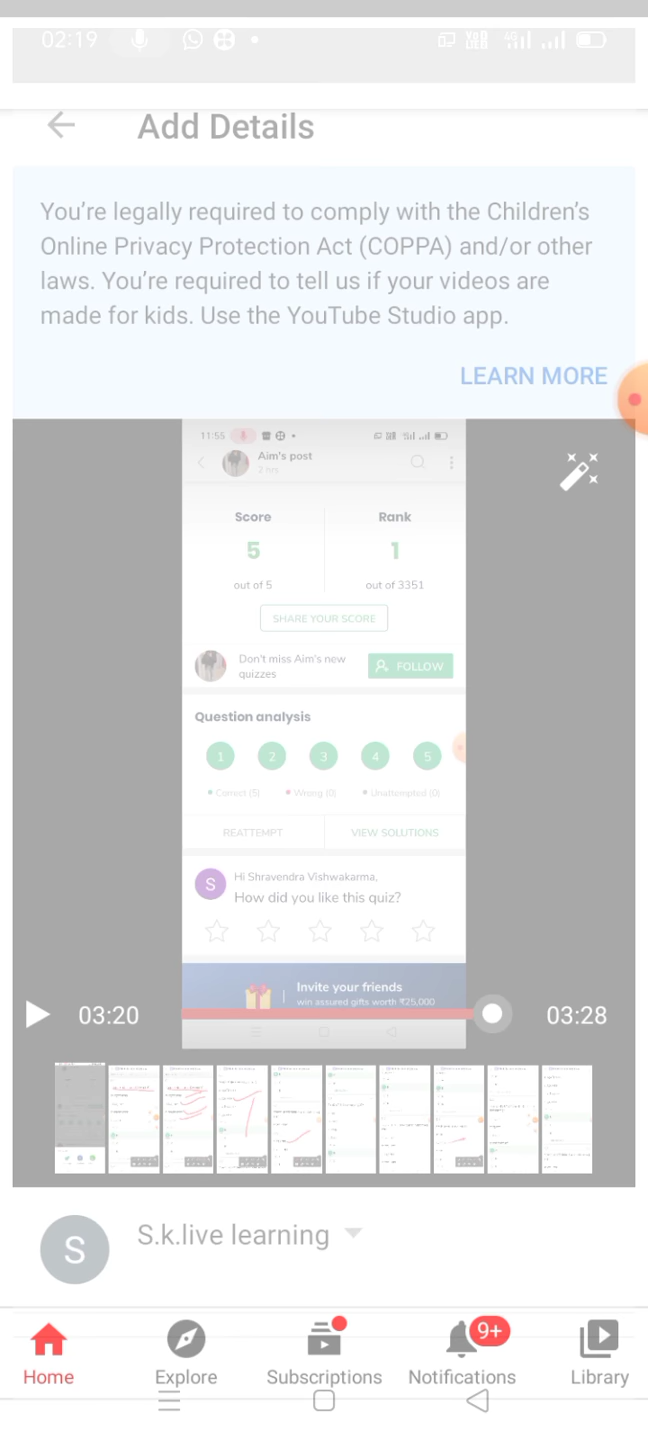 02:19
4G
Add Details
You're legally required to comply with the Children's
Online Privacy Protection Act (COPPA) and/or other
laws. You're required to tell us if your videos are
made for kids. Use the YouTube Studio app.
LEARN MORE
11:55
Aim's post
2 hrs
Score
Rank
5
1
out of 5
out of 3351
SHARE YOUR SCORE
Don't miss Aim's new
quizzes
FOLLOW
Question analysis
1 2 3 4 5
Correct (5) Wrong (0) Unattempted (0)
REATTEMPT
VIEW SOLUTIONS
S
Hi Shravendra Vishwakarma,
How did you like this quiz?
Invite your friends
win assured gifts worth ₹25,000
03:20
03:28
S
S.k.live learning
9+
Home Explore Subscriptions Notifications Library